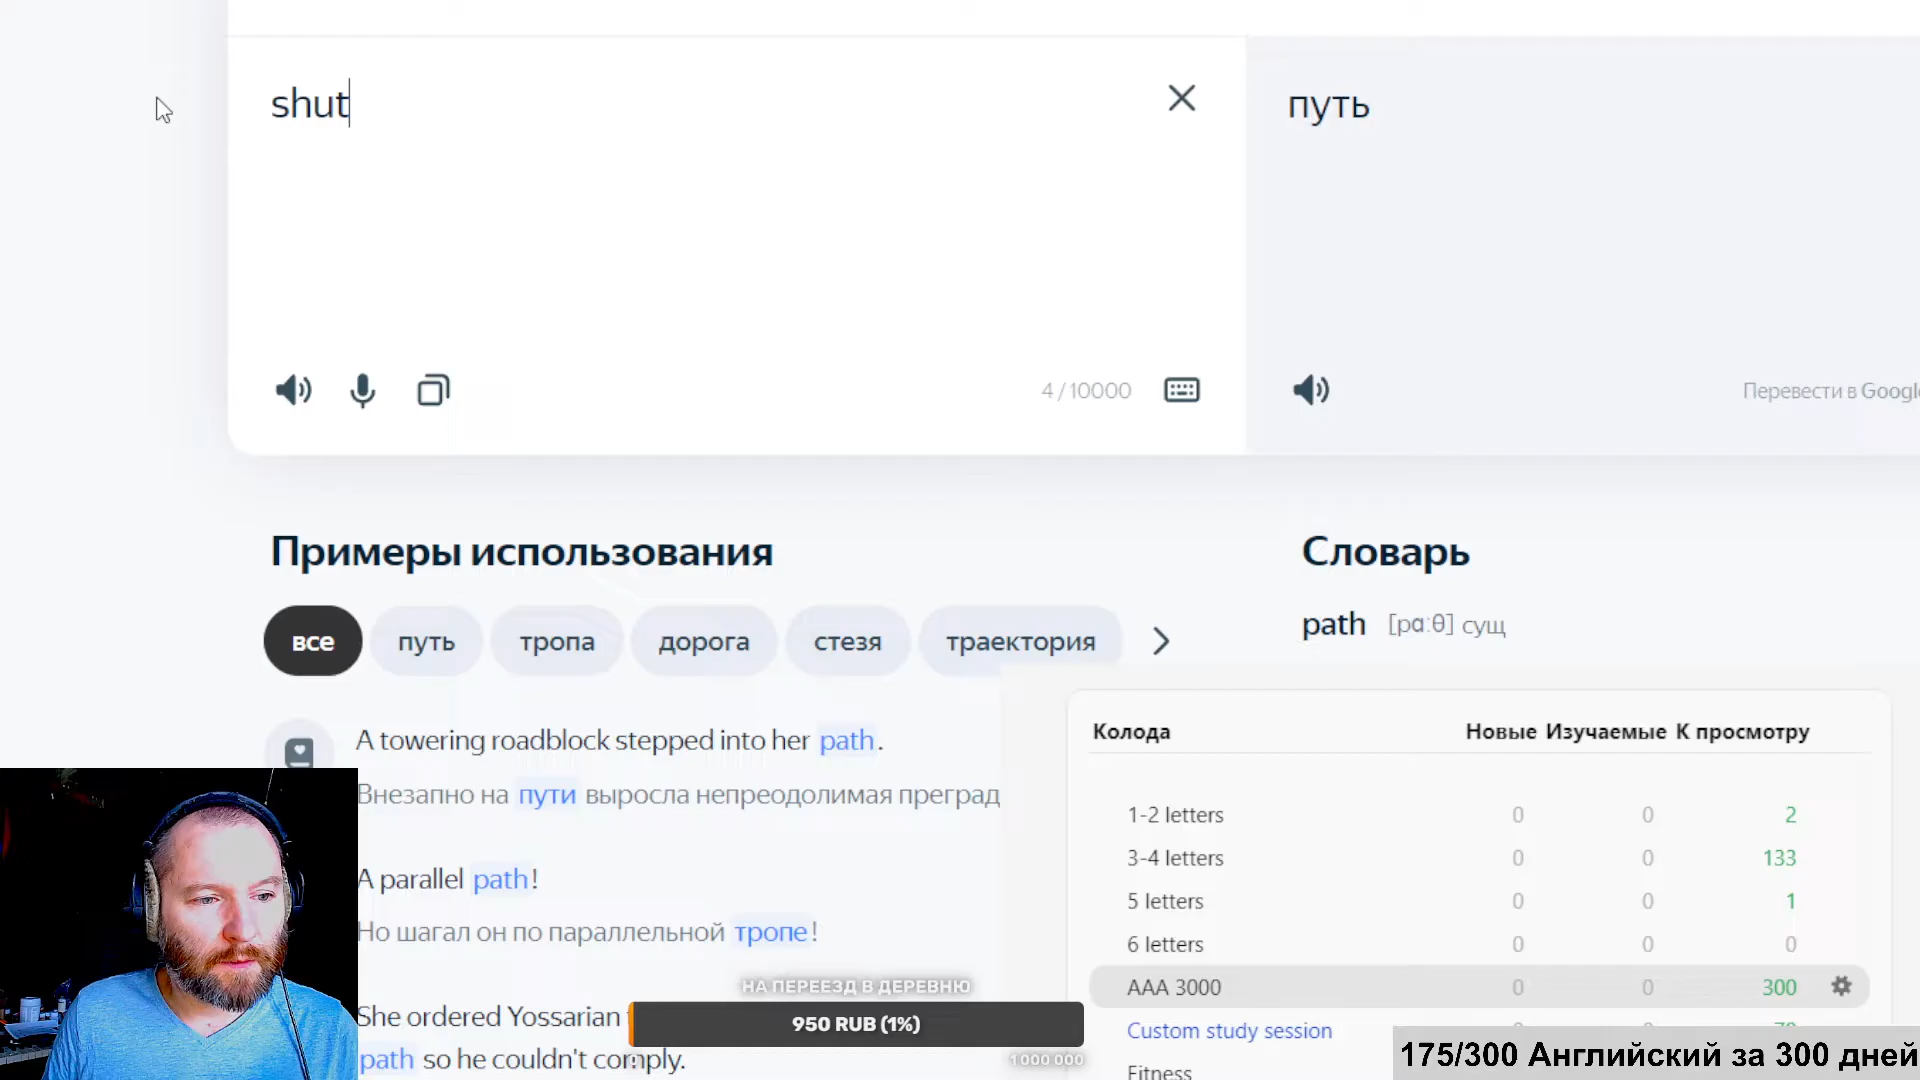 shut
путь
4/10000
Перевести в Google
Примеры использования
Словарь
все
путь
тропа
дорога
стезя
траектория
path [pɑːθ] сущ
A towering roadblock stepped into her path.
Внезапно на пути выросла непреодолимая преград
A parallel path!
Но шагал он по параллельной тропе!
She ordered Yossarian
path so he couldn't comply.
НА ПЕРЕЕЗД В ДЕРЕВНЮ
950 RUB (1%)
1 000 000
Колода Новые Изучаемые К просмотру
1-2 letters 0 0 2
3-4 letters 0 0 133
5 letters 0 0 1
6 letters 0 0 0
AAA 3000 0 0 300
Custom study session
Fitness
175/300 Английский за 300 дней